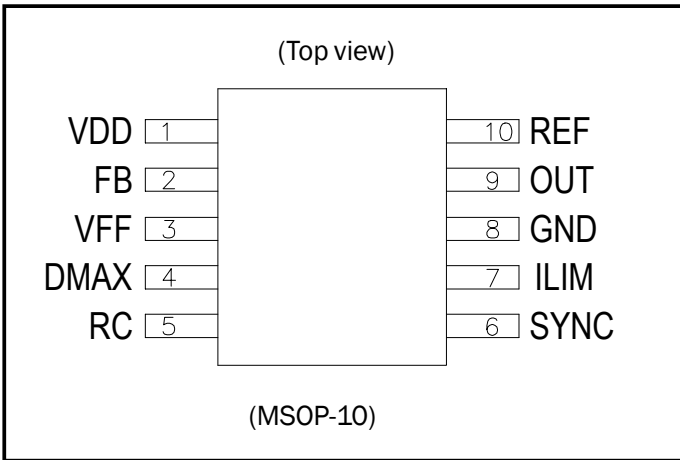 (Top view)
VDD 1 10 REF
FB 2 9 OUT
VFF 3 8 GND
DMAX 4 7 ILIM
RC 5 6 SYNC
(MSOP-10)